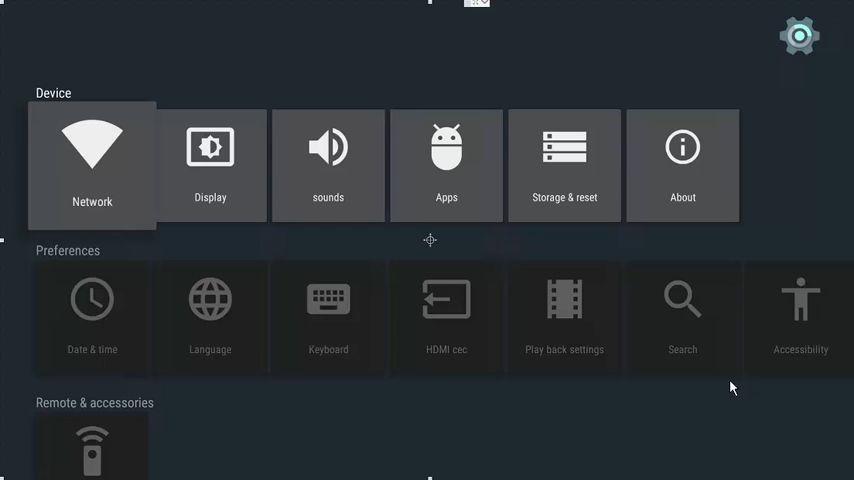 Device
Network
Display
sounds
Apps
Storage & reset
About
Preferences
Date & time
Language
Keyboard
HDMI cec
Play back settings
Search
Accessibility
Remote & accessories